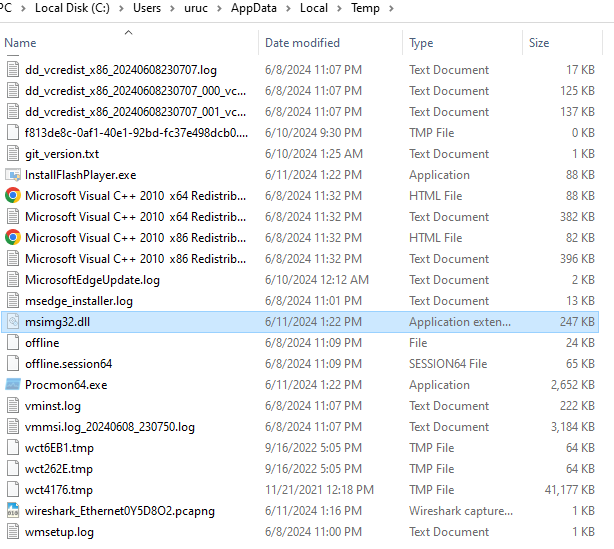 PC > Local Disk (C:) > Users > uruc > AppData > Local > Temp >
Name Date modified Type Size
dd_vcredist_x86_20240608230707.log 6/8/2024 11:07 PM Text Document 17 KB
dd_vcredist_x86_20240608230707_000_vc... 6/8/2024 11:07 PM Text Document 125 KB
dd_vcredist_x86_20240608230707_001_vc... 6/8/2024 11:07 PM Text Document 137 KB
f813de8c-0af1-40e1-92bd-fc37e498dcb0.... 6/10/2024 9:30 PM TMP File 0 KB
git_version.txt 6/10/2024 1:25 AM Text Document 1 KB
InstallFlashPlayer.exe 6/11/2024 1:22 PM Application 88 KB
Microsoft Visual C++ 2010 x64 Redistrib... 6/8/2024 11:32 PM HTML File 88 KB
Microsoft Visual C++ 2010 x64 Redistrib... 6/8/2024 11:32 PM Text Document 382 KB
Microsoft Visual C++ 2010 x86 Redistrib... 6/8/2024 11:32 PM HTML File 82 KB
Microsoft Visual C++ 2010 x86 Redistrib... 6/8/2024 11:32 PM Text Document 396 KB
MicrosoftEdgeUpdate.log 6/10/2024 12:12 AM Text Document 2 KB
msedge_installer.log 6/8/2024 11:01 PM Text Document 13 KB
msimg32.dll 6/11/2024 1:22 PM Application exten... 247 KB
offline 6/8/2024 11:09 PM File 24 KB
offline.session64 6/8/2024 11:09 PM SESSION64 File 65 KB
Procmon64.exe 6/11/2024 1:22 PM Application 2,652 KB
vminst.log 6/8/2024 11:07 PM Text Document 222 KB
vmmsi.log_20240608_230750.log 6/8/2024 11:07 PM Text Document 3,184 KB
wct6EB1.tmp 9/16/2022 5:05 PM TMP File 64 KB
wct262E.tmp 9/16/2022 5:05 PM TMP File 64 KB
wct4176.tmp 11/21/2021 12:18 PM TMP File 41,177 KB
wireshark_Ethernet0Y5D8O2.pcapng 6/11/2024 1:16 PM Wireshark capture... 1 KB
wmsetup.log 6/8/2024 11:00 PM Text Document 1 KB